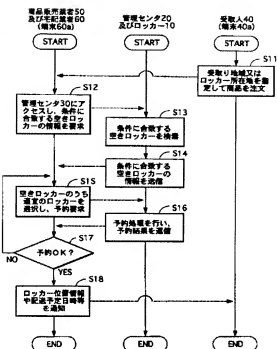 商品販売業者50
及び宅配業者60
(端末60a)
管理センタ20
及びロッカー10
受取人40
(端末40a)
START
START
START
S11
受取り地域又は
ロッカー所在地を指
定して商品を注文
S12
管理センタ30にア
クセスし、条件に
合致する空きロッ
カーの情報を要求
S13
条件に合致する
空きロッカーを検索
S14
条件に合致する
空きロッカーの
情報を送信
S15
空きロッカーのうち
適宜のロッカーを
選択し、予約要求
S16
予約処理を行い、
予約結果を返信
S17
予約OK?
NO
YES
S18
ロッカー位置情報
や配送予定日時等
を通知
END
END
END